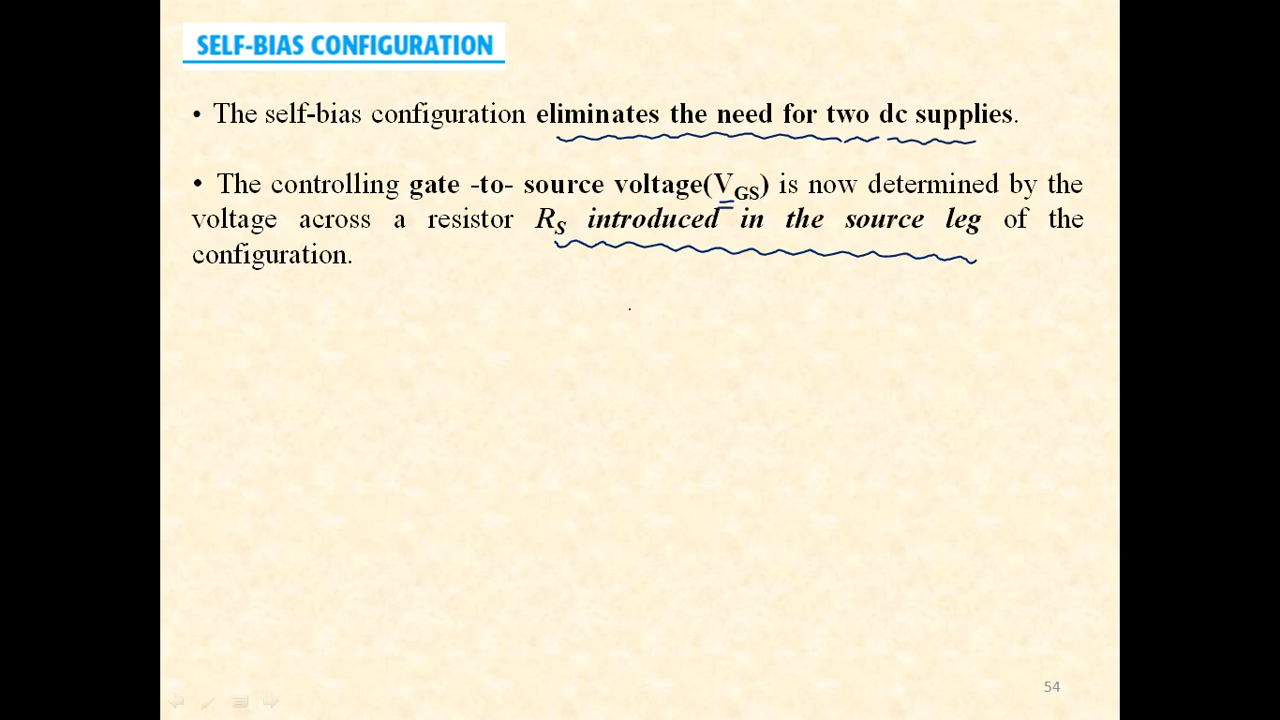 SELF-BIAS CONFIGURATION
• The self-bias configuration eliminates the need for two dc supplies.
• The controlling gate -to- source voltage(VGS) is now determined by the
voltage across a resistor RS introduced in the source leg of the
configuration.
54